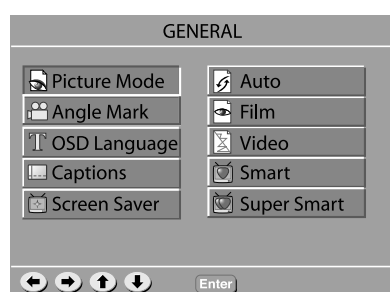 GENERAL
Picture Mode
Angle Mark
OSD Language
Captions
Screen Saver
Auto
Film
Video
Smart
Super Smart
Enter